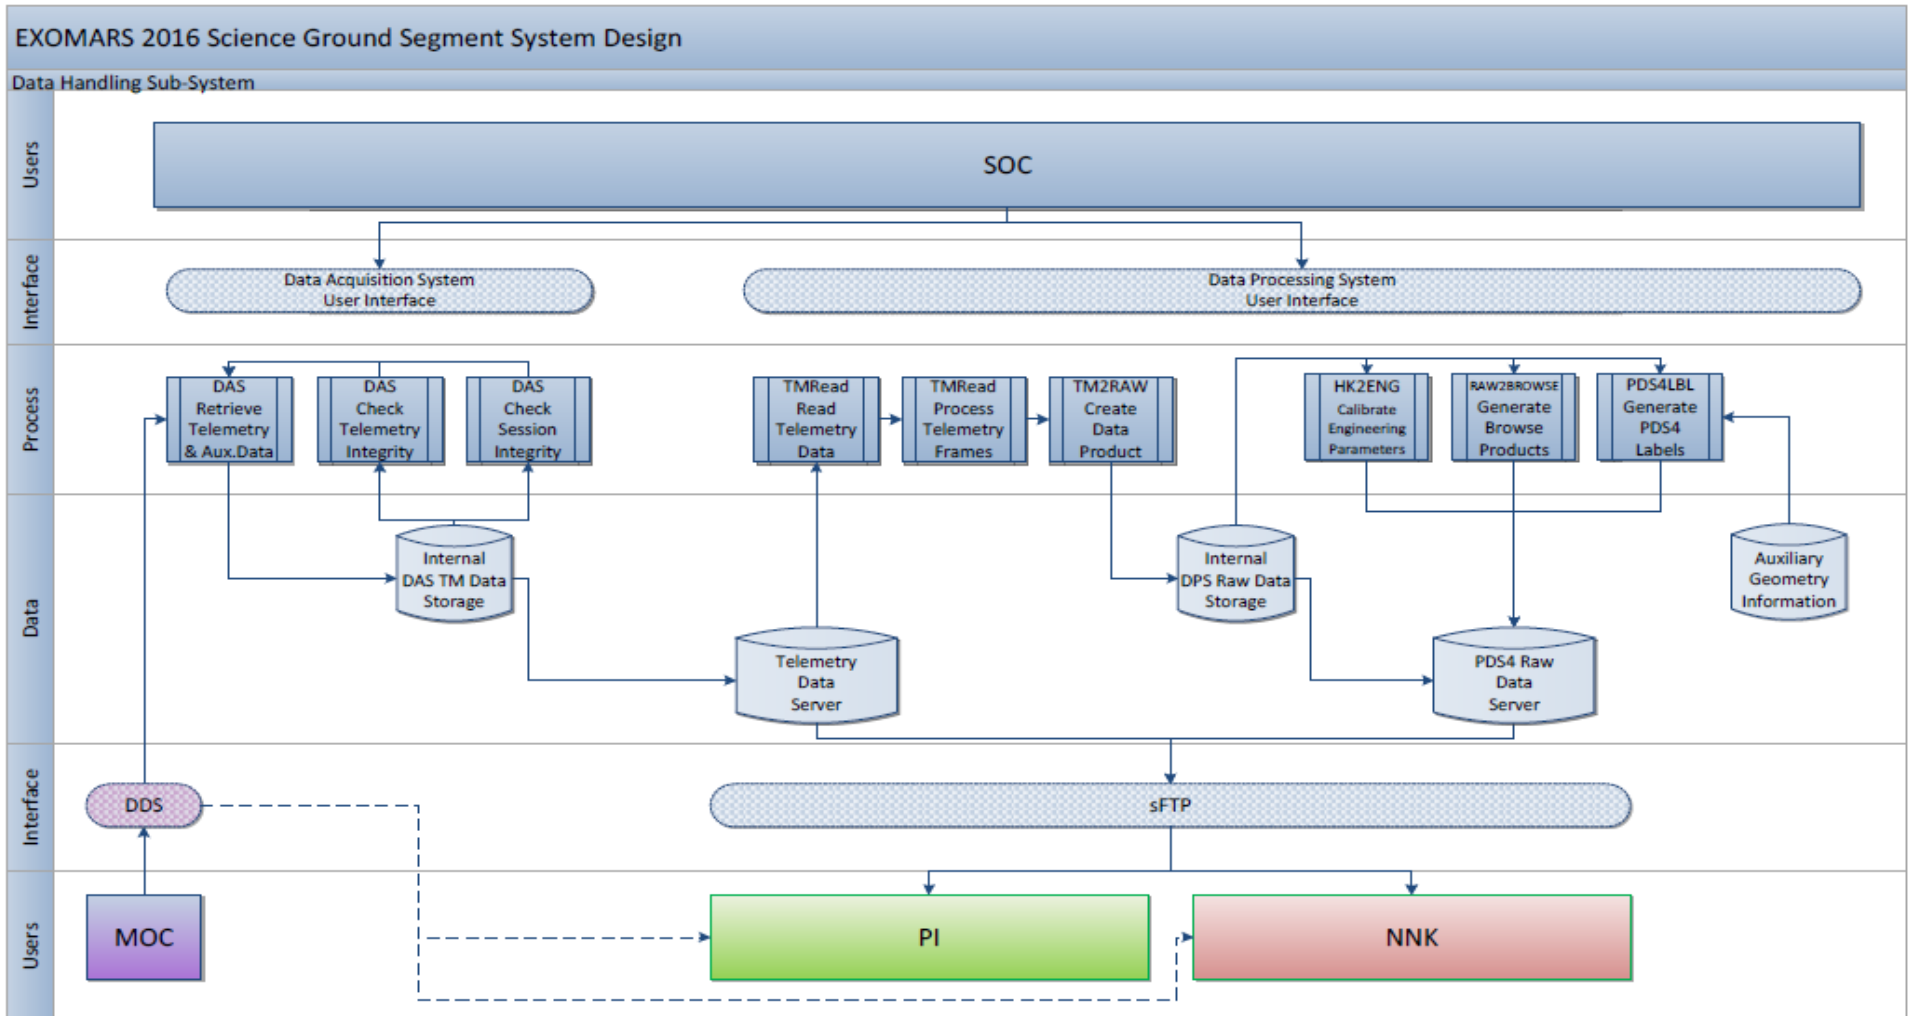 EXOMARS 2016 Science Ground Segment System Design
Data Handling Sub-System
Users
SOC
Interface
Data Acquisition System
User Interface
Data Processing System
User Interface
Process
DAS
Retrieve
Telemetry
& Aux.Data
DAS
Check
Telemetry
Integrity
DAS
Check
Session
Integrity
TMRead
Read
Telemetry
Data
TMRead
Process
Telemetry
Frames
TM2RAW
Create
Data
Product
HK2ENG
Calibrate
Engineering
Parameters
RAW2BROWSE
Generate
Browse
Products
PDS4LBL
Generate
PDS4
Labels
Data
Internal
DAS TM Data
Storage
Telemetry
Data
Server
Internal
DPS Raw Data
Storage
PDS4 Raw
Data
Server
Auxiliary
Geometry
Information
Interface
DDS
sFTP
Users
MOC
PI
NNK